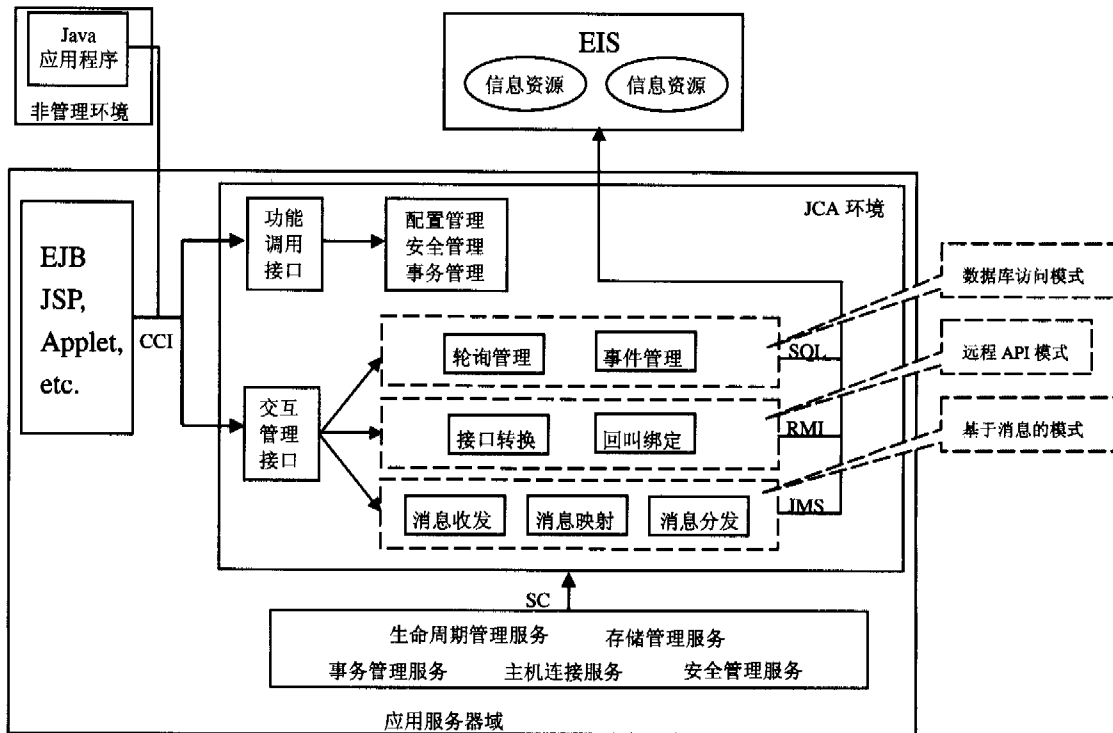 Java
应用程序
非管理环境
EIS
信息资源
信息资源
JCA 环境
EJB
JSP,
Applet,
etc.
CCI
功能
调用
接口
配置管理
安全管理
事务管理
交互
管理
接口
轮询管理
事件管理
SQL
数据库访问模式
接口转换
回叫绑定
RMI
远程 API 模式
消息收发
消息映射
消息分发
JMS
基于消息的模式
SC
生命周期管理服务
存储管理服务
事务管理服务
主机连接服务
安全管理服务
应用服务器域